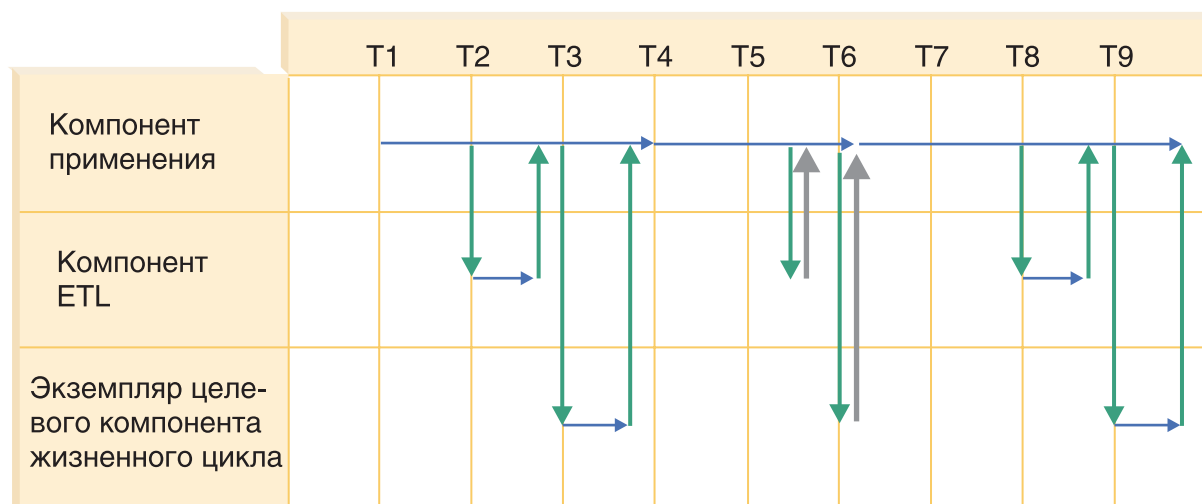 T1 T2 T3 T4 T5 T6 T7 T8 T9
Компонент
применения
Компонент
ETL
Экземпляр целе-
вого компонента
жизненного цикла